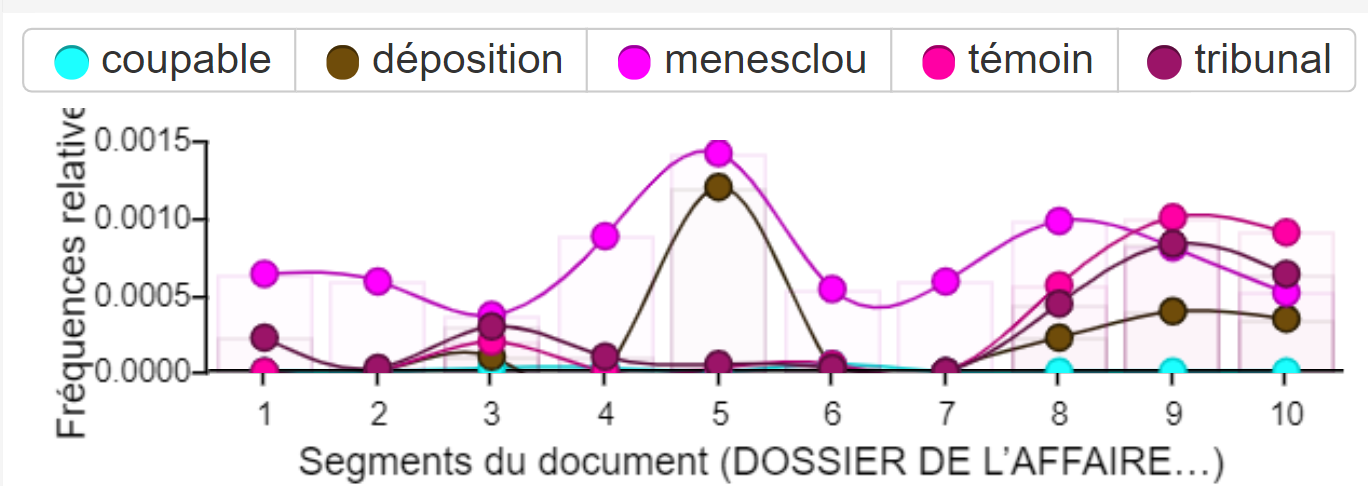 coupable déposition menesclou témoin tribunal
Fréquences relative
0.0015
0.0010
0.0005
0.0000
1 2 3 4 5 6 7 8 9 10
Segments du document (DOSSIER DE L'AFFAIRE…)